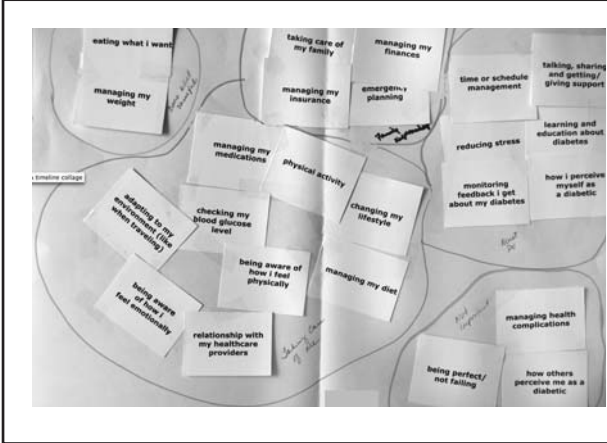 eating what i want
managing my
weight
taking care of
my family
managing my
finances
managing my
insurance
emergency
planning
time or schedule
management
talking, sharing
and getting/
giving support
reducing stress
learning and
education about
diabetes
monitoring
feedback i get
about my diabetes
how i perceive
myself as a
diabetic
timeline collage
managing my
medications
physical activity
changing my
lifestyle
adapting to my
environment (like
when traveling)
checking my
blood glucose
level
being aware of
how i feel
physically
managing my diet
being aware
of how i
feel emotionally
relationship with
my healthcare
providers
Taking Care
of
Not
important
managing health
complications
being perfect/
not failing
how others
perceive me as a
diabetic